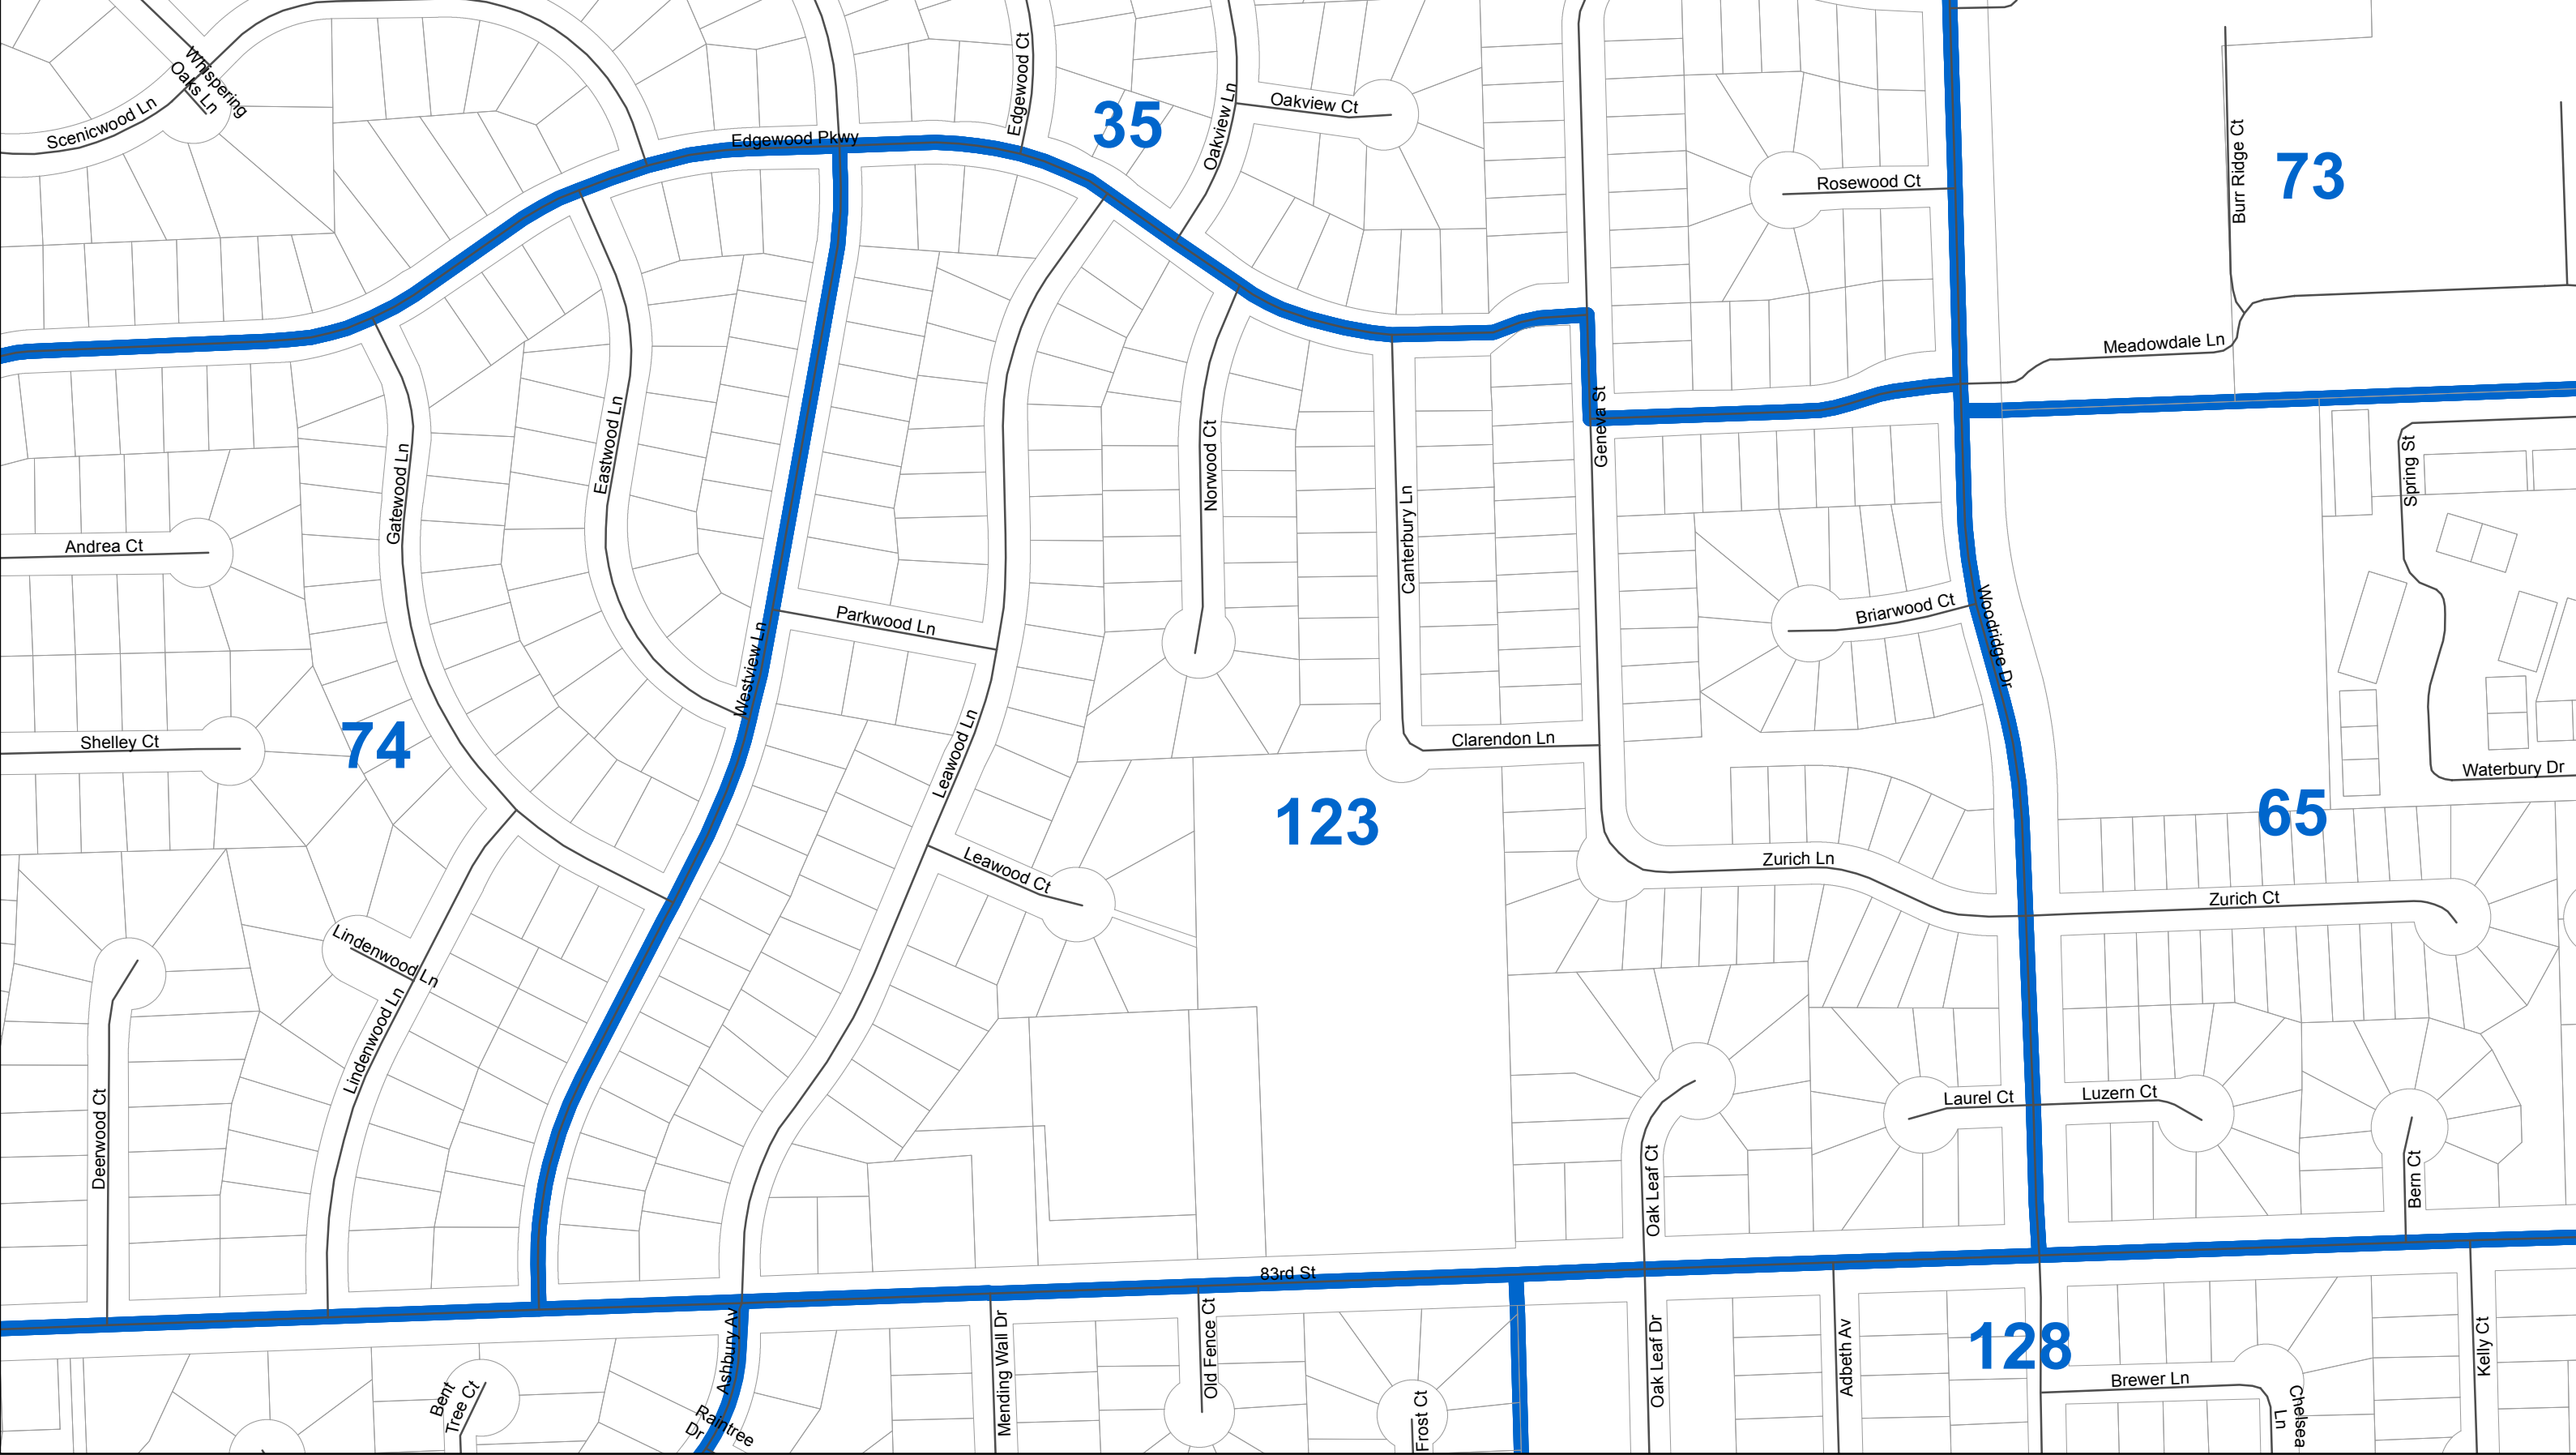 Whispering
Oaks Ln
Scenicwood Ln
Edgewood Pkwy
Edgewood Ct
35
Oakview Ln
Oakview Ct
Rosewood Ct
Burr Ridge Ct
73
Meadowdale Ln
Geneva St
Spring St
Gatewood Ln
Eastwood Ln
Norwood Ct
Canterbury Ln
Andrea Ct
Parkwood Ln
Briarwood Ct
Woodridge Dr
Westview Ln
Shelley Ct
74
Leawood Ln
Clarendon Ln
Waterbury Dr
123
65
Leawood Ct
Zurich Ln
Zurich Ct
Lindenwood Ln
Lindenwood Ln
Deerwood Ct
Laurel Ct
Luzern Ct
Oak Leaf Ct
Bern Ct
83rd St
Ashbury Av
Mending Wall Dr
Old Fence Ct
Oak Leaf Dr
Adbeth Av
128
Kelly Ct
Bent
Tree Ct
Raintree
Dr
Frost Ct
Brewer Ln
Chelsea
Ln